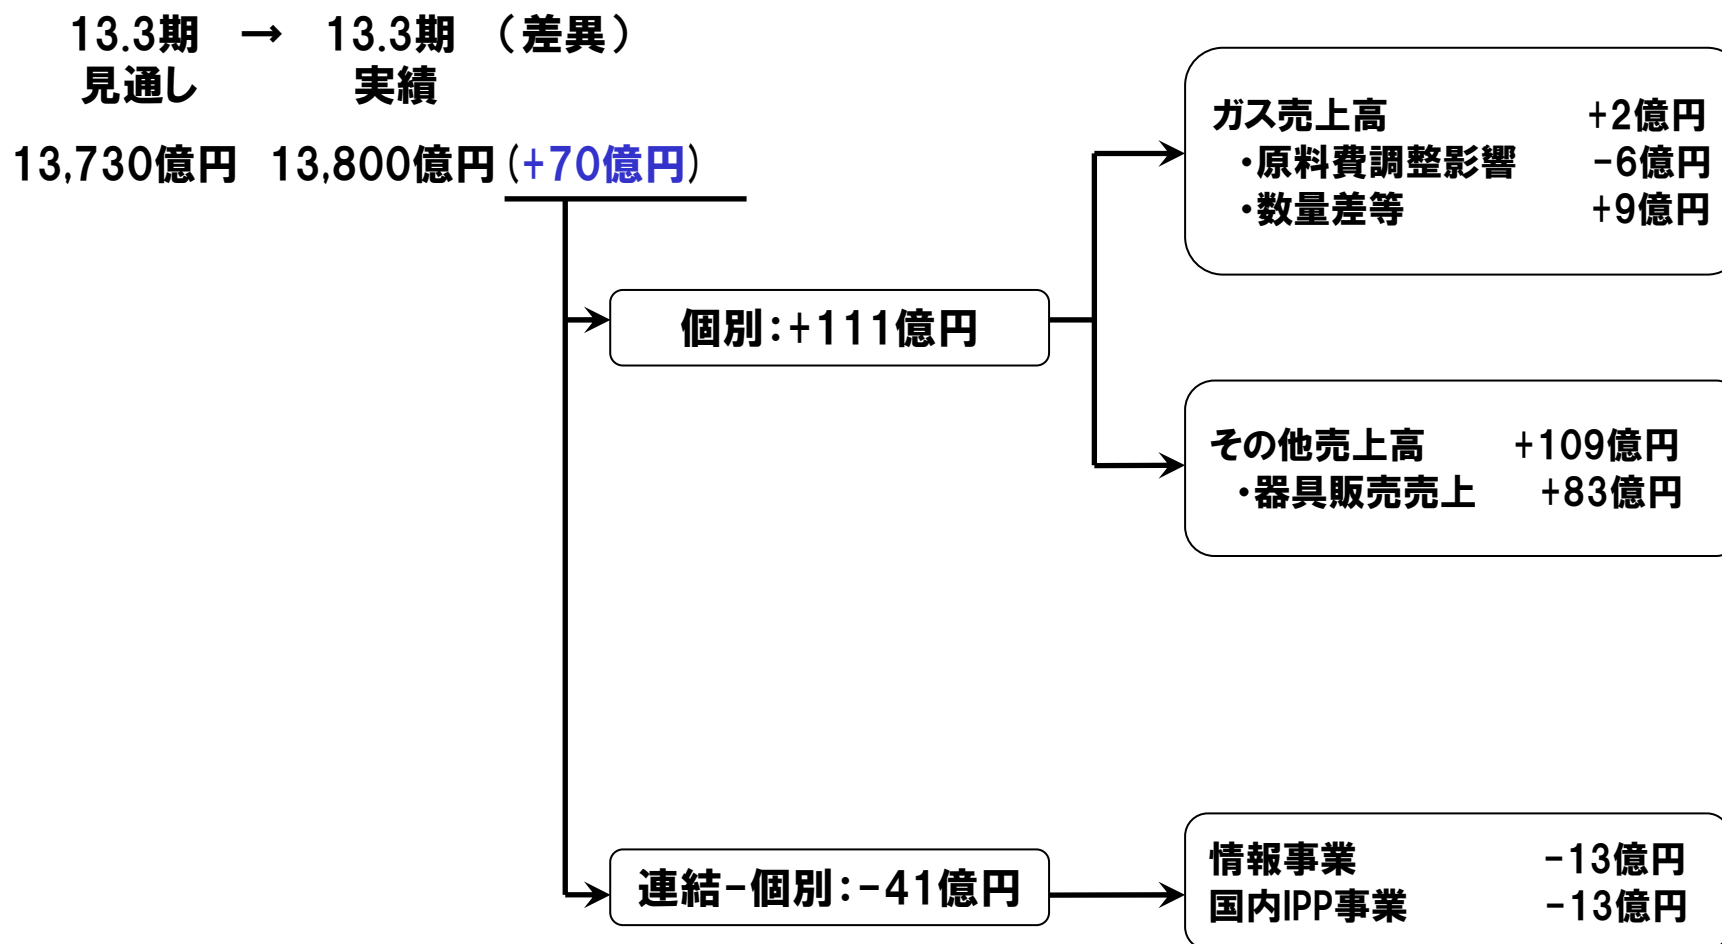 13.3期 → 13.3期 (差異)
見通し 実績
13,730億円 13,800億円(+70億円)
ガス売上高 +2億円
・原料費調整影響 -6億円
・数量差等 +9億円
個別:+111億円
その他売上高 +109億円
・器具販売売上 +83億円
連結-個別:-41億円
情報事業 -13億円
国内IPP事業 -13億円